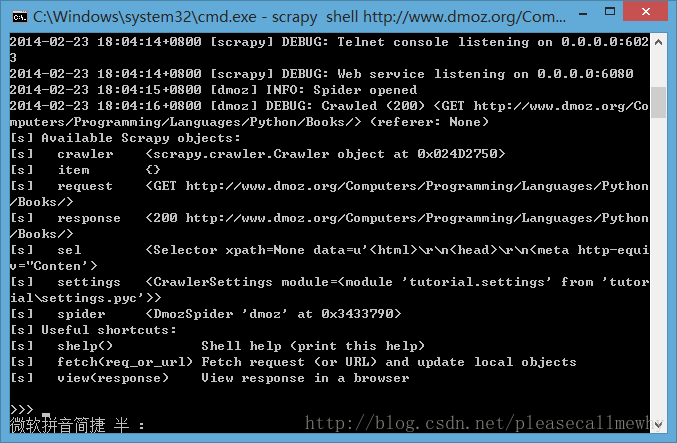 C:\Windows\system32\cmd.exe - scrapy  shell http://www.dmoz.org/Com...
2014-02-23 18:04:14+0800 [scrapy] DEBUG: Telnet console listening on 0.0.0.0:602
3
2014-02-23 18:04:14+0800 [scrapy] DEBUG: Web service listening on 0.0.0.0:6080
2014-02-23 18:04:15+0800 [dmoz] INFO: Spider opened
2014-02-23 18:04:16+0800 [dmoz] DEBUG: Crawled (200) <GET http://www.dmoz.org/Co
mputers/Programming/Languages/Python/Books/> (referer: None)
[s] Available Scrapy objects:
[s]   crawler    <scrapy.crawler.Crawler object at 0x024D2750>
[s]   item       {}
[s]   request    <GET http://www.dmoz.org/Computers/Programming/Languages/Python
/Books/>
[s]   response   <200 http://www.dmoz.org/Computers/Programming/Languages/Python
/Books/>
[s]   sel        <Selector xpath=None data=u'<html>\r\n<head>\r\n<meta http-equi
v="Conten'>
[s]   settings   <CrawlerSettings module=<module 'tutorial.settings' from 'tutor
ial\settings.pyc'>>
[s]   spider     <DmozSpider 'dmoz' at 0x3433790>
[s] Useful shortcuts:
[s]   shelp()           Shell help (print this help)
[s]   fetch(req_or_url) Fetch request (or URL) and update local objects
[s]   view(response)    View response in a browser
>>>
微软拼音简捷 半 :
http://blog.csdn.net/pleasecallmewh